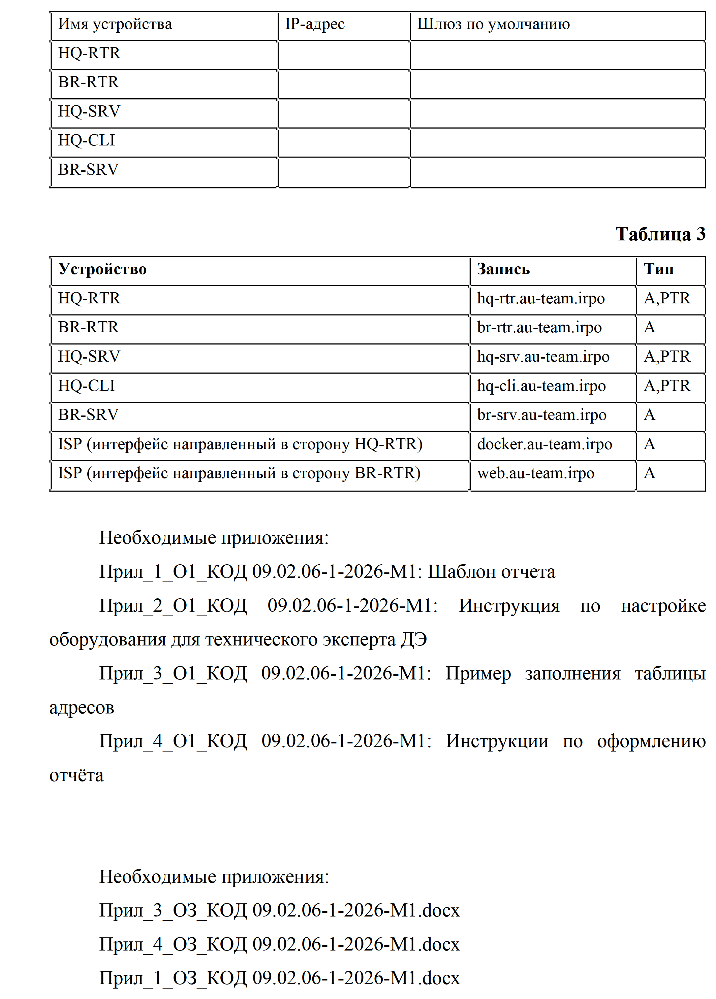 Имя устройства IP-адрес Шлюз по умолчанию
HQ-RTR
BR-RTR
HQ-SRV
HQ-CLI
BR-SRV
Таблица 3
Устройство Запись Тип
HQ-RTR hq-rtr.au-team.irpo A,PTR
BR-RTR br-rtr.au-team.irpo A
HQ-SRV hq-srv.au-team.irpo A,PTR
HQ-CLI hq-cli.au-team.irpo A,PTR
BR-SRV br-srv.au-team.irpo A
ISP (интерфейс направленный в сторону HQ-RTR) docker.au-team.irpo A
ISP (интерфейс направленный в сторону BR-RTR) web.au-team.irpo A
Необходимые приложения:
Прил_1_О1_КОД 09.02.06-1-2026-М1: Шаблон отчета
Прил_2_О1_КОД 09.02.06-1-2026-М1: Инструкция по настройке
оборудования для технического эксперта ДЭ
Прил_3_О1_КОД 09.02.06-1-2026-М1: Пример заполнения таблицы
адресов
Прил_4_О1_КОД 09.02.06-1-2026-М1: Инструкции по оформлению
отчёта
Необходимые приложения:
Прил_3_ОЗ_КОД 09.02.06-1-2026-М1.docx
Прил_4_ОЗ_КОД 09.02.06-1-2026-М1.docx
Прил_1_ОЗ_КОД 09.02.06-1-2026-М1.docx